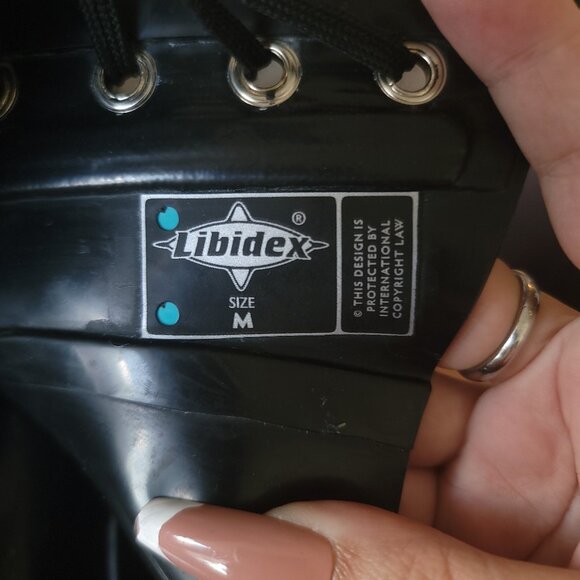 Libidex ®
SIZE
M
© THIS DESIGN IS
PROTECTED BY
INTERNATIONAL
COPYRIGHT LAW